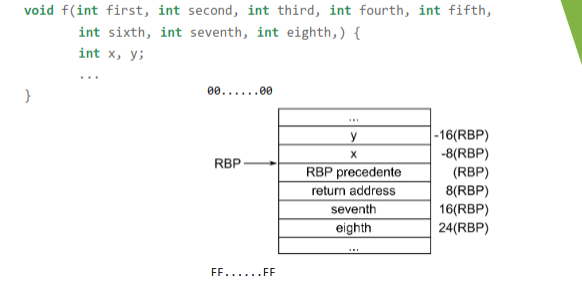 void f(int first, int second, int third, int fourth, int fifth,
int sixth, int seventh, int eighth,) {
int x, y;
...
}
00......00
...
y -16(RBP)
x -8(RBP)
RBP
RBP precedente (RBP)
return address 8(RBP)
seventh 16(RBP)
eighth 24(RBP)
...
FF......FF